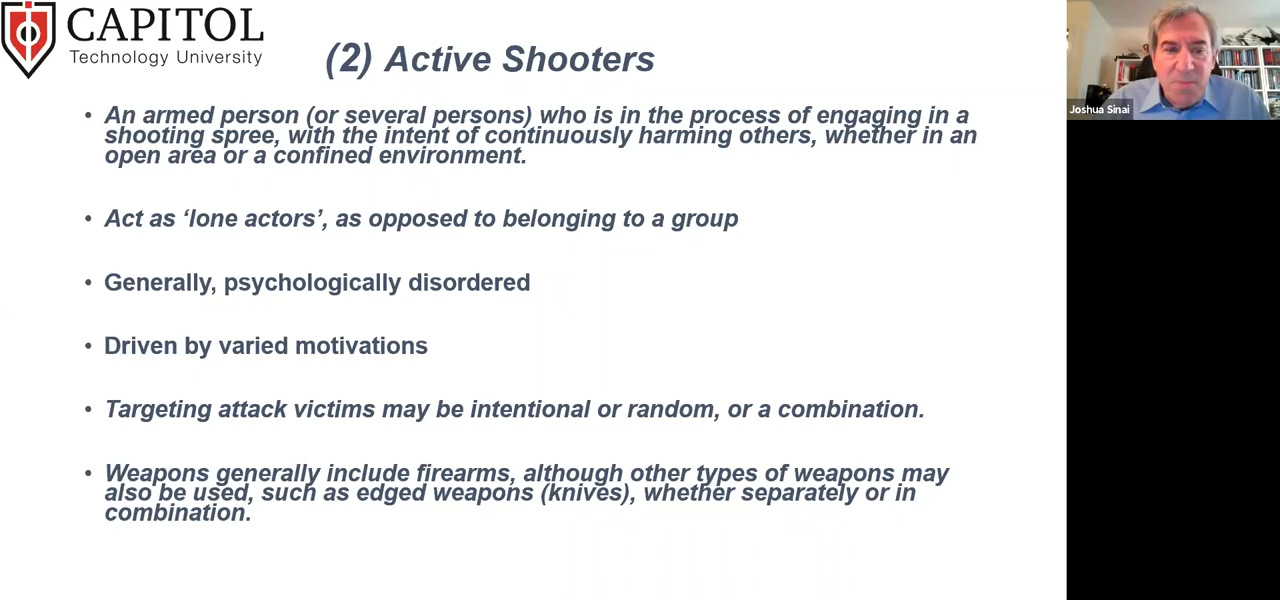 CAPITOL
Technology University
(2) Active Shooters
• An armed person (or several persons) who is in the process of engaging in a
shooting spree, with the intent of continuously harming others, whether in an
open area or a confined environment.
• Act as ‘lone actors’, as opposed to belonging to a group
• Generally, psychologically disordered
• Driven by varied motivations
• Targeting attack victims may be intentional or random, or a combination.
• Weapons generally include firearms, although other types of weapons may
also be used, such as edged weapons (knives), whether separately or in
combination.
Joshua Sinai